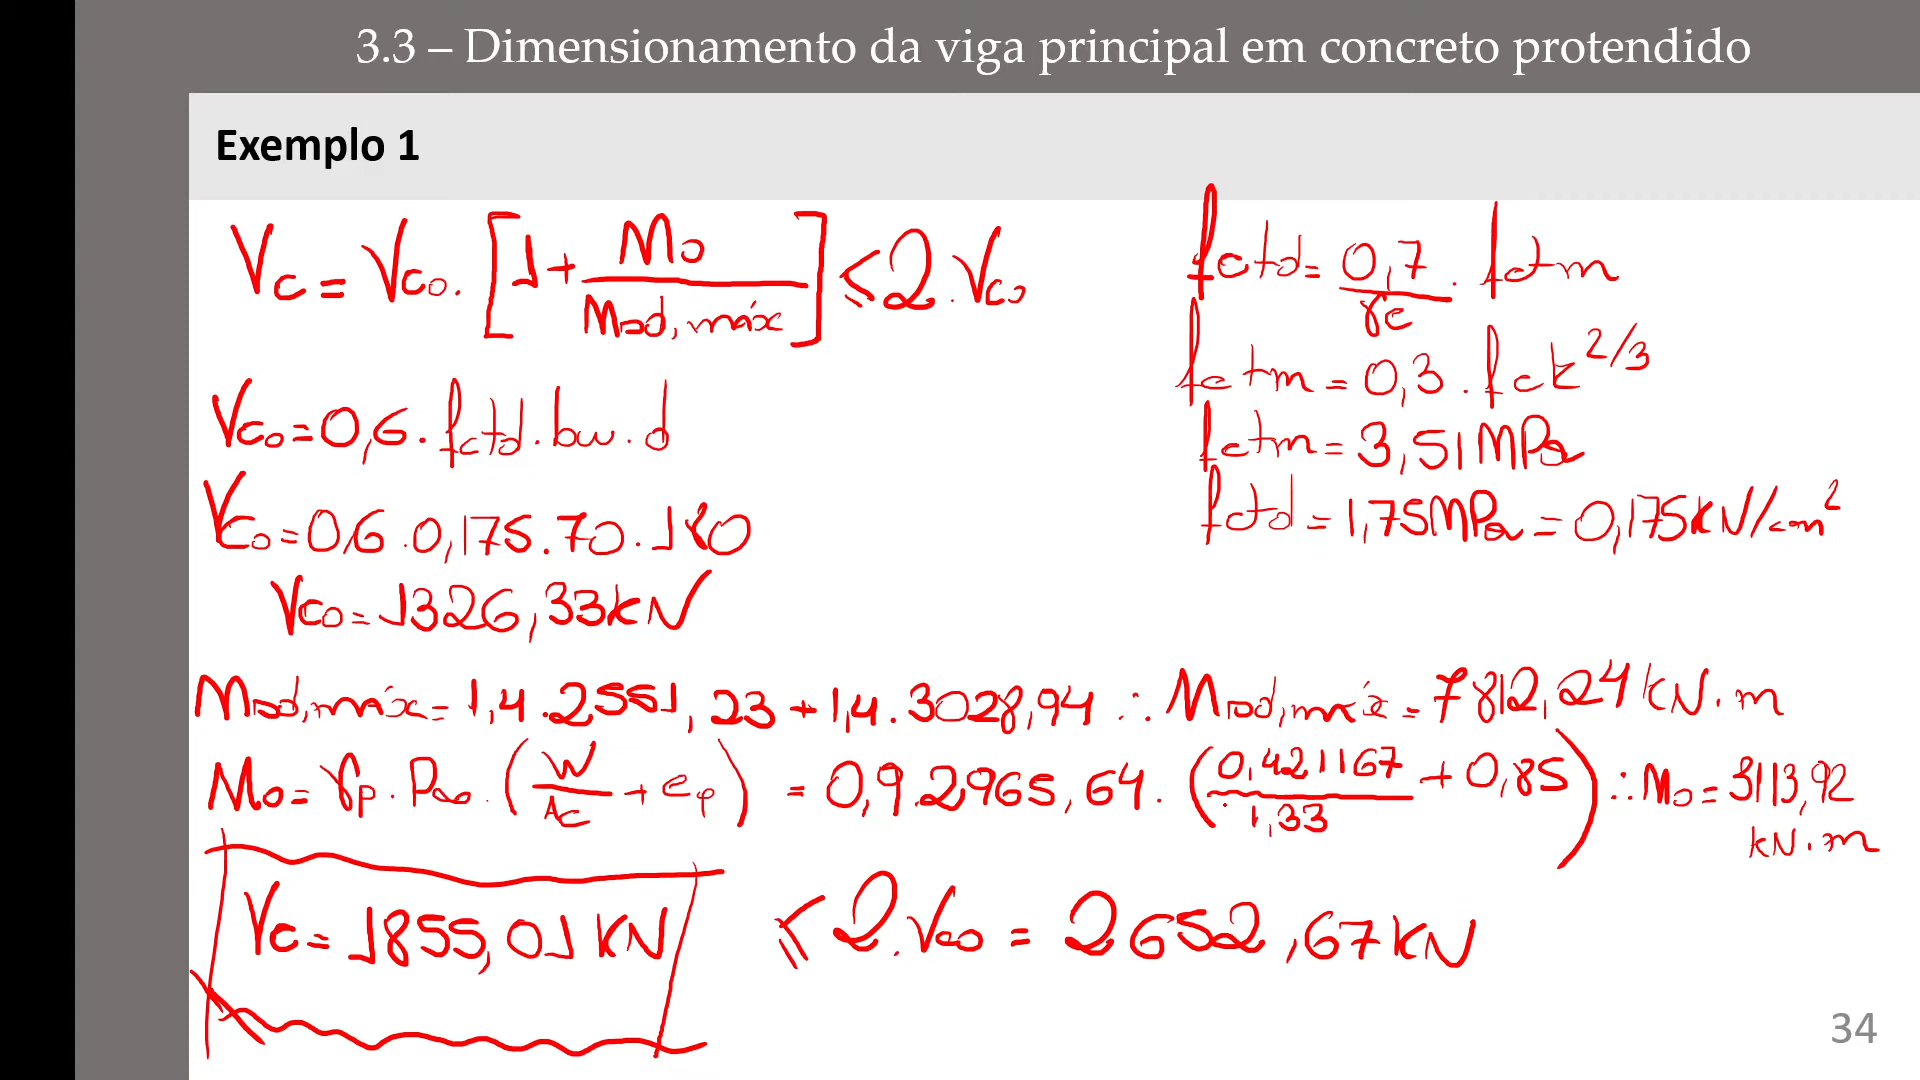 3.3 – Dimensionamento da viga principal em concreto protendido
Exemplo 1
Vc = Vco . [1 + Mo / Msd,máx] ≤ 2 . Vco
fctd = 0,7 / γc . fctm
fctm = 0,3 . fck^2/3
Vco = 0,6 . fctd . bw . d
fctm = 3,51 MPa
Vco = 0,6 . 0,175 . 70 . 180
fctd = 1,75 MPa = 0,175 kN/cm²
Vco = 1326,33 kN
Msd,máx = 1,4 . 2551,23 + 1,4 . 3028,94 ∴ Msd,máx = 7812,24 kN.m
Mo = γp . P∞ . (W / Ac + ep) = 0,9 . 2965,64 . (0,421167 / 1,33 + 0,85) ∴ Mo = 3113,92 kN.m
Vc = 1855,01 kN ≤ 2 . Vco = 2652,67 kN
34